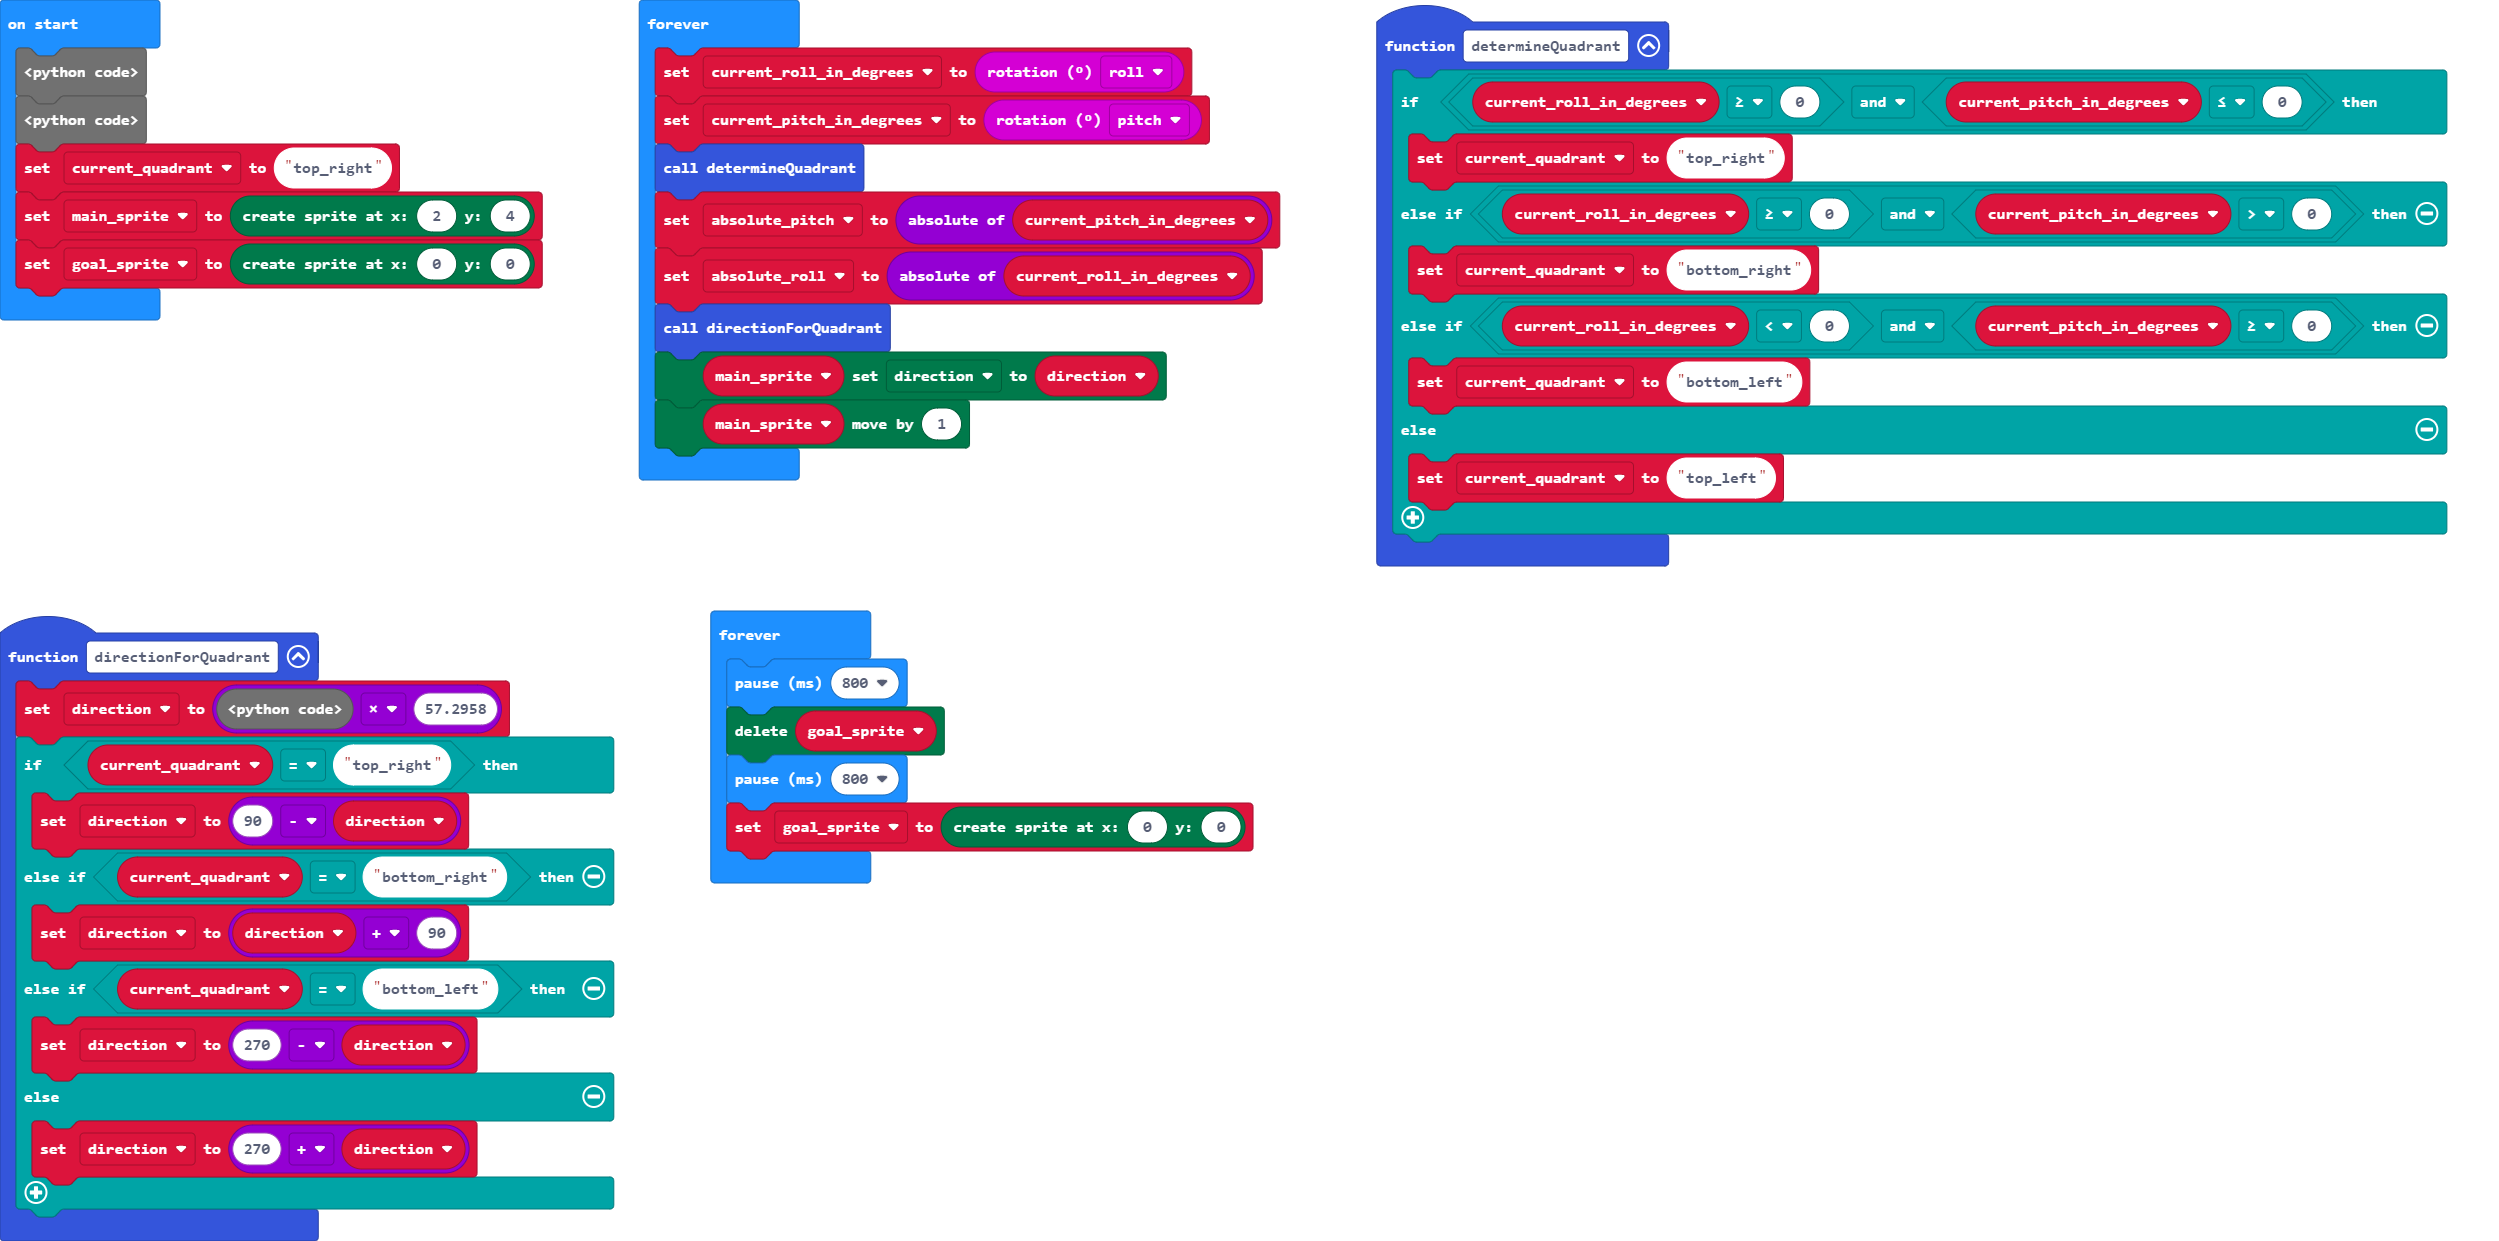 on start
<python code>
<python code>
set current_quadrant to "top_right"
set main_sprite to create sprite at x: 2 y: 4
set goal_sprite to create sprite at x: 0 y: 0
forever
set current_roll_in_degrees to rotation (º) roll
set current_pitch_in_degrees to rotation (º) pitch
call determineQuadrant
set absolute_pitch to absolute of current_pitch_in_degrees
set absolute_roll to absolute of current_roll_in_degrees
call directionForQuadrant
main_sprite set direction to direction
main_sprite move by 1
function determineQuadrant
if current_roll_in_degrees ≥ 0 and current_pitch_in_degrees ≤ 0 then
set current_quadrant to "top_right"
else if current_roll_in_degrees ≥ 0 and current_pitch_in_degrees > 0 then
set current_quadrant to "bottom_right"
else if current_roll_in_degrees < 0 and current_pitch_in_degrees ≥ 0 then
set current_quadrant to "bottom_left"
else
set current_quadrant to "top_left"
function directionForQuadrant
set direction to <python code> × 57.2958
if current_quadrant = "top_right" then
set direction to 90 - direction
else if current_quadrant = "bottom_right" then
set direction to direction + 90
else if current_quadrant = "bottom_left" then
set direction to 270 - direction
else
set direction to 270 + direction
forever
pause (ms) 800
delete goal_sprite
pause (ms) 800
set goal_sprite to create sprite at x: 0 y: 0